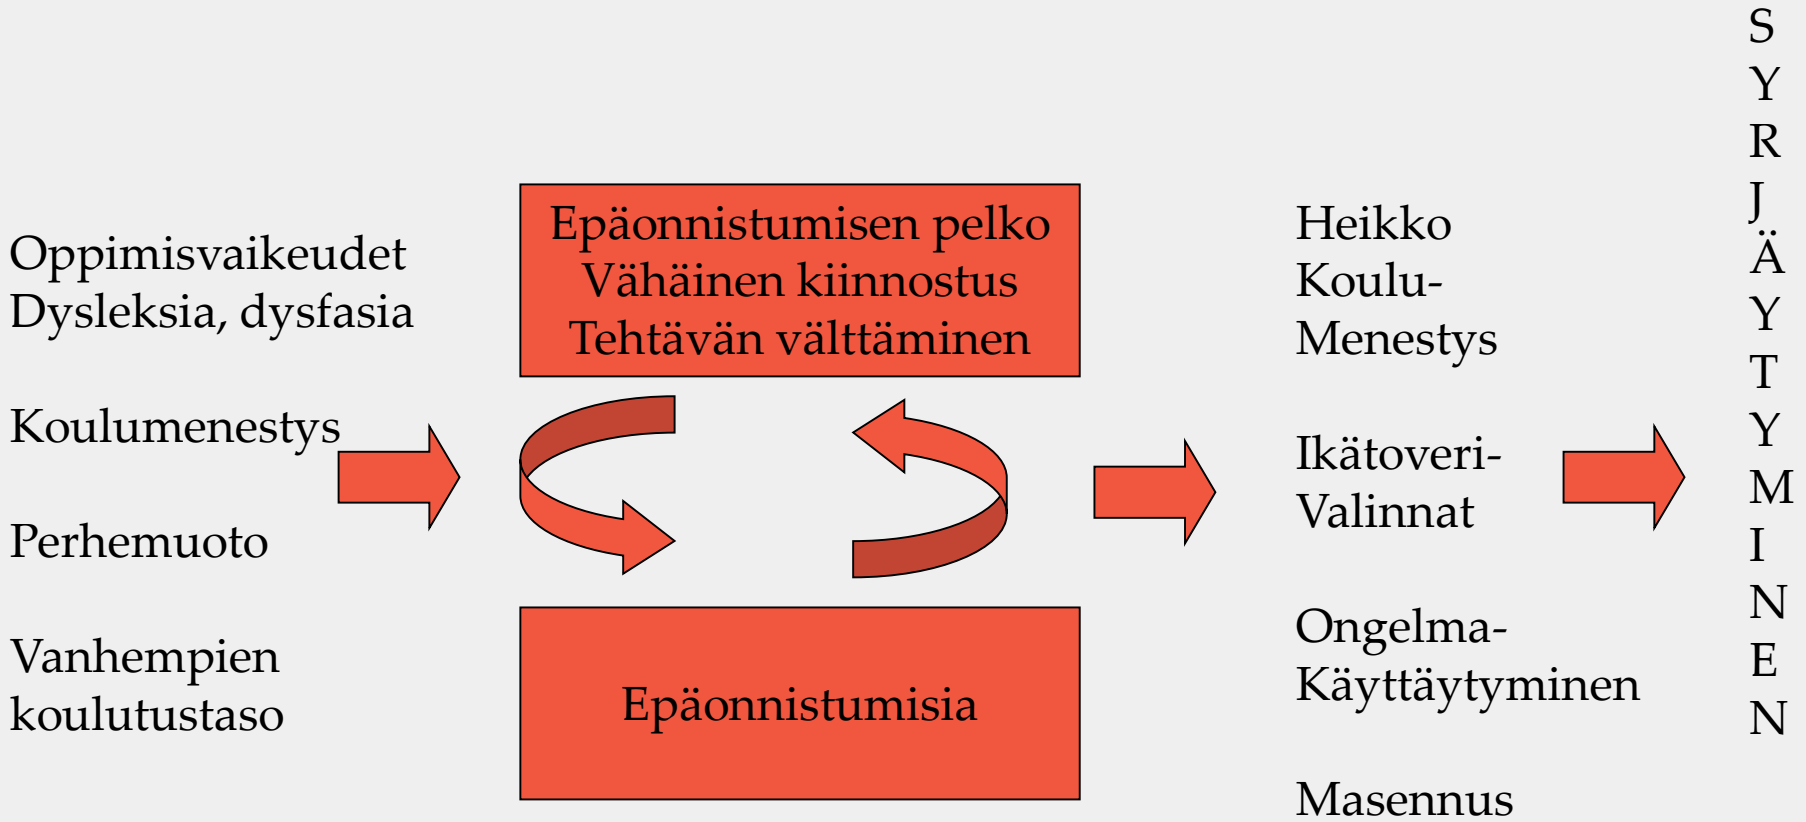 Oppimisvaikeudet
Dysleksia, dysfasia
Koulumenestys
Perhemuoto
Vanhempien
koulutustaso
Epäonnistumisen pelko
Vähäinen kiinnostus
Tehtävän välttäminen
Epäonnistumisia
Heikko
Koulu-
Menestys
Ikätoveri-
Valinnat
Ongelma-
Käyttäytyminen
Masennus
S
Y
R
J
Ä
Y
T
Y
M
I
N
E
N